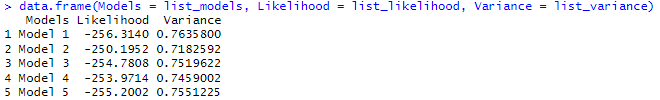 > data.frame(Models = list_models, Likelihood = list_likelihood, Variance = list_variance)
Models Likelihood Variance
1 Model 1 -256.3140 0.7635800
2 Model 2 -250.1952 0.7182592
3 Model 3 -254.7808 0.7519622
4 Model 4 -253.9714 0.7459002
5 Model 5 -255.2002 0.7551225